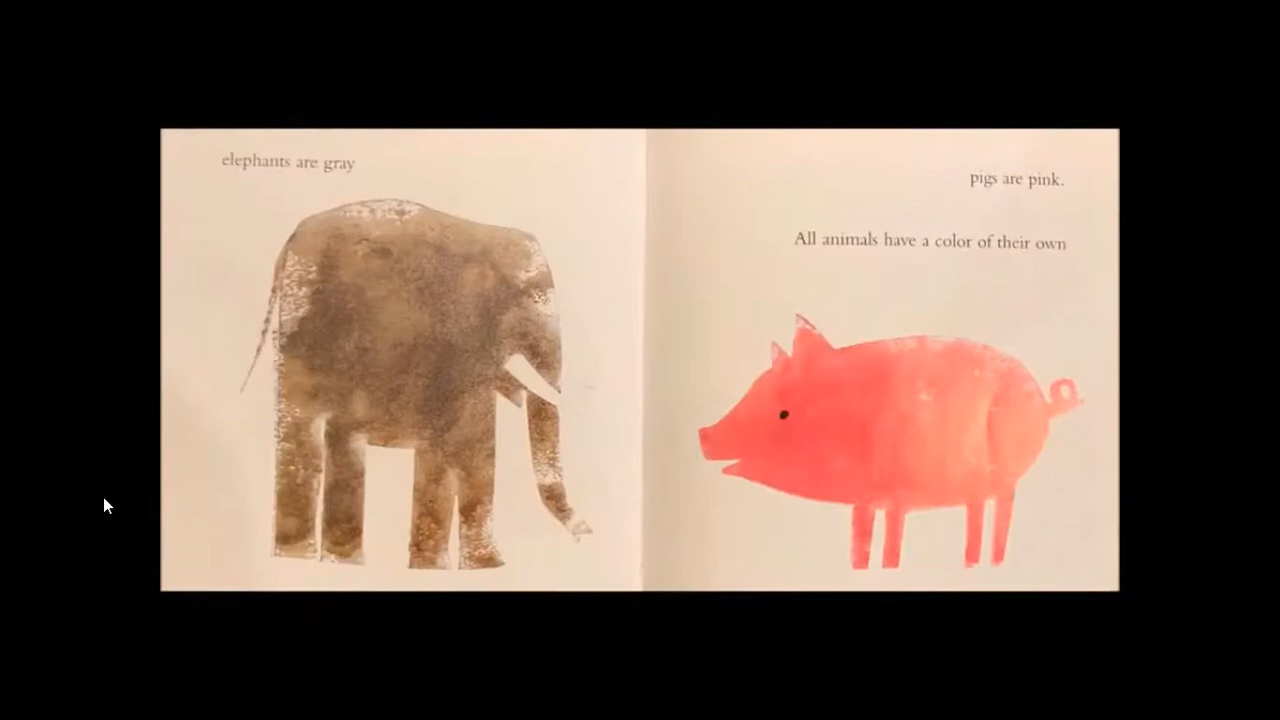 elephants are gray
pigs are pink.
All animals have a color of their own